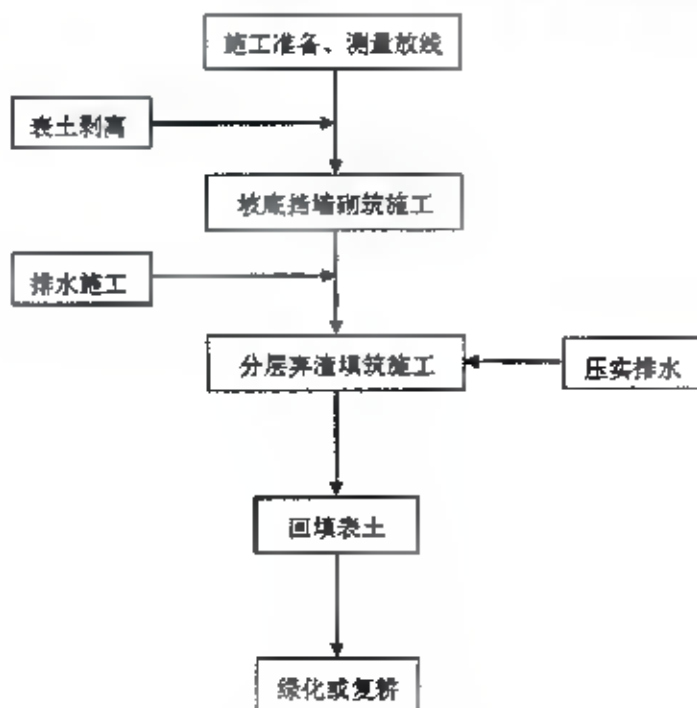 施工准备、测量放线
表土剥离
坡底挡墙砌筑施工
排水施工
分层弃渣填筑施工
压实排水
回填表土
绿化或复耕